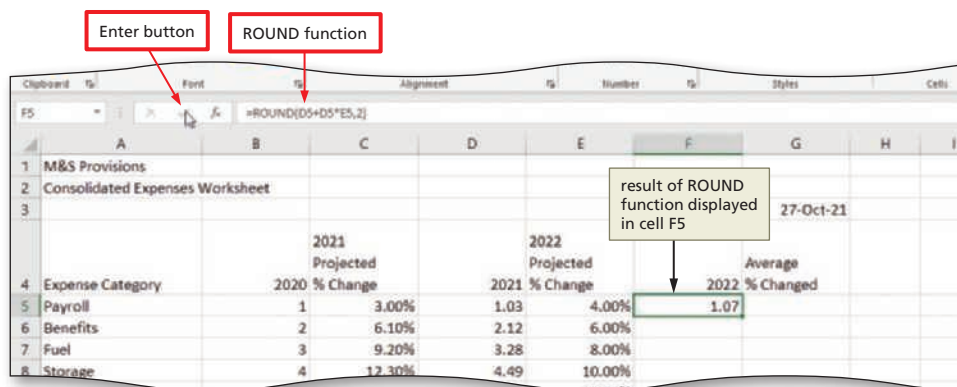 Enter button
ROUND function
Clipboard Font Alignment Number Styles Cells
F5 fx =ROUND(D5+D5*E5,2)
A B C D E F G H I
1 M&S Provisions
2 Consolidated Expenses Worksheet
3 27-Oct-21
result of ROUND
function displayed
in cell F5
2021 2022
Projected Projected Average
4 Expense Category 2020 % Change 2021 % Change 2022 % Changed
5 Payroll 1 3.00% 1.03 4.00% 1.07
6 Benefits 2 6.10% 2.12 6.00%
7 Fuel 3 9.20% 3.28 8.00%
8 Storage 4 12.30% 4.49 10.00%